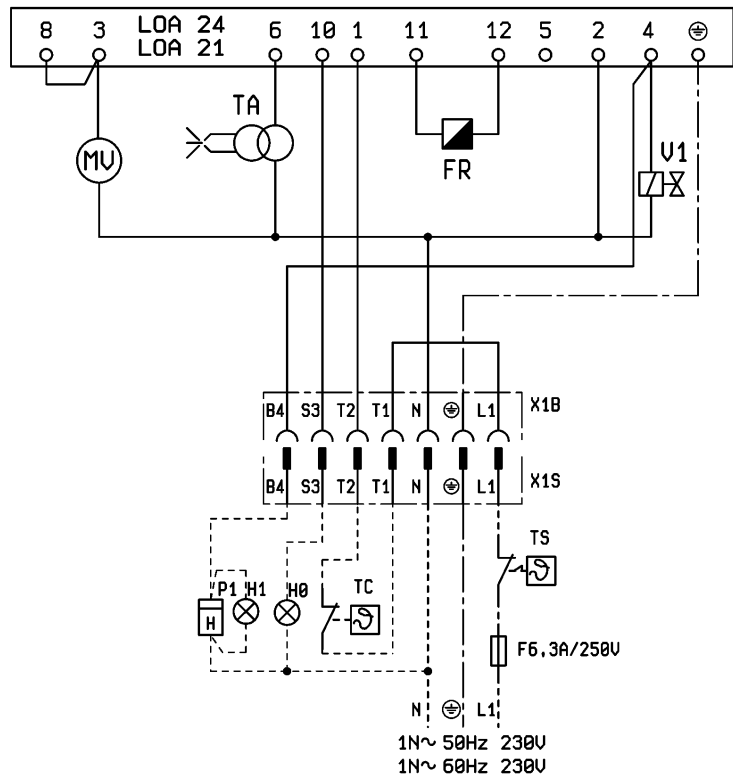 LOA 24
LOA 21
8 3 6 10 1 11 12 5 2 4
TA
MV
FR
V1
B4 S3 T2 T1 N L1 X1B
B4 S3 T2 T1 N L1 X1S
TS
P1 H1 H0 TC
H
F6,3A/250V
N L1
1N~ 50Hz 230V
1N~ 60Hz 230V